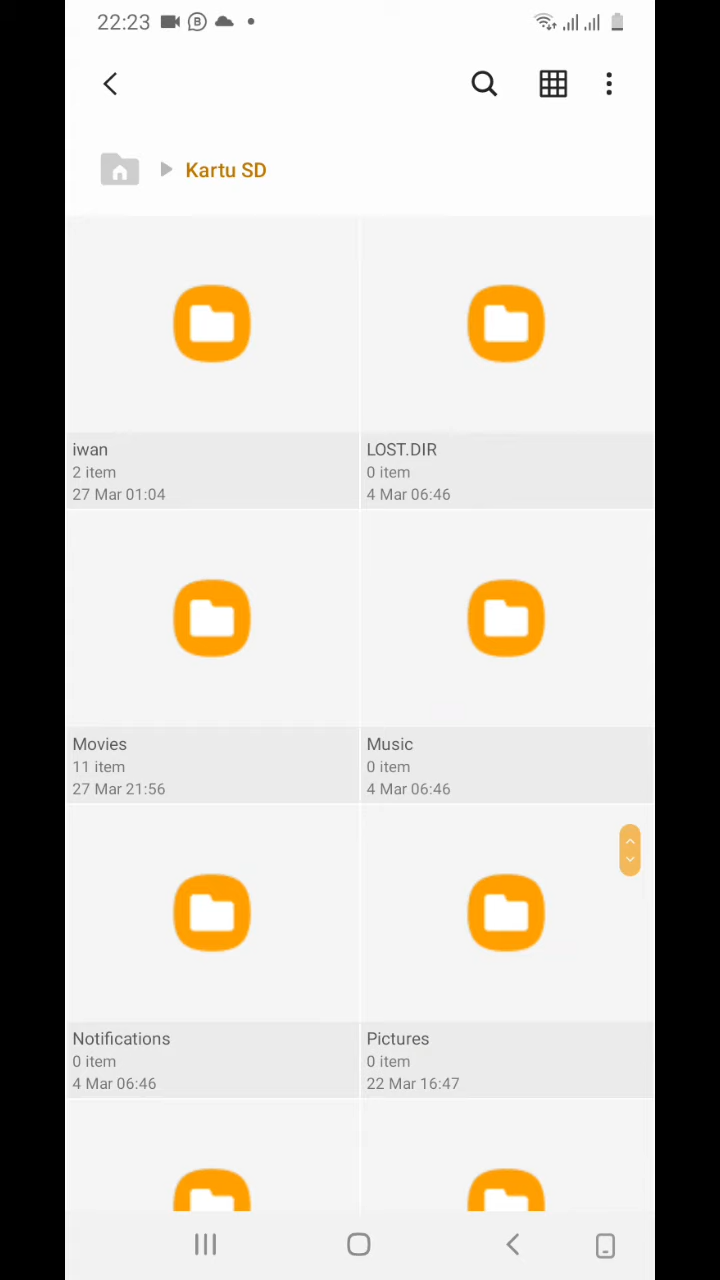 22:23
Kartu SD
iwan
2 item
27 Mar 01:04
LOST.DIR
0 item
4 Mar 06:46
Movies
11 item
27 Mar 21:56
Music
0 item
4 Mar 06:46
Notifications
0 item
4 Mar 06:46
Pictures
0 item
22 Mar 16:47